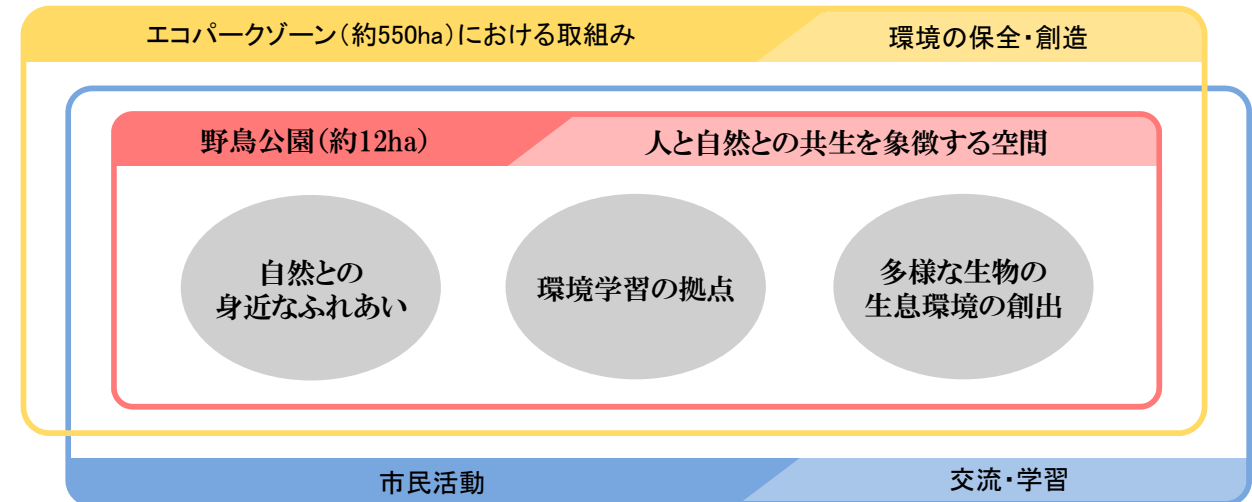 エコパークゾーン（約550ha）における取組み
環境の保全・創造
野鳥公園（約12ha）
人と自然との共生を象徴する空間
自然との
身近なふれあい
環境学習の拠点
多様な生物の
生息環境の創出
市民活動
交流・学習